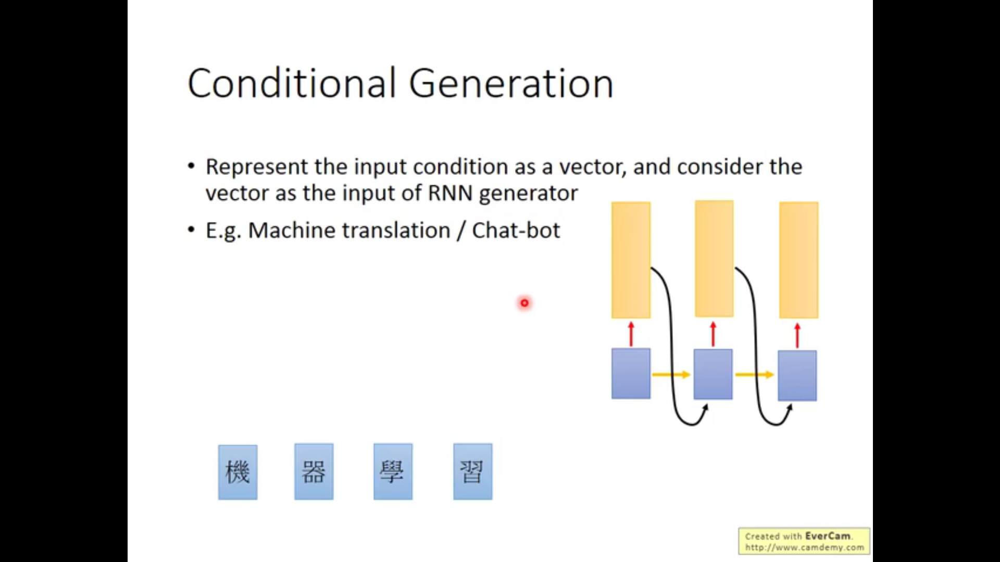 Conditional Generation
• Represent the input condition as a vector, and consider the
vector as the input of RNN generator
• E.g. Machine translation / Chat-bot
機 器 學 習
Created with EverCam.
http://www.camdemy.com